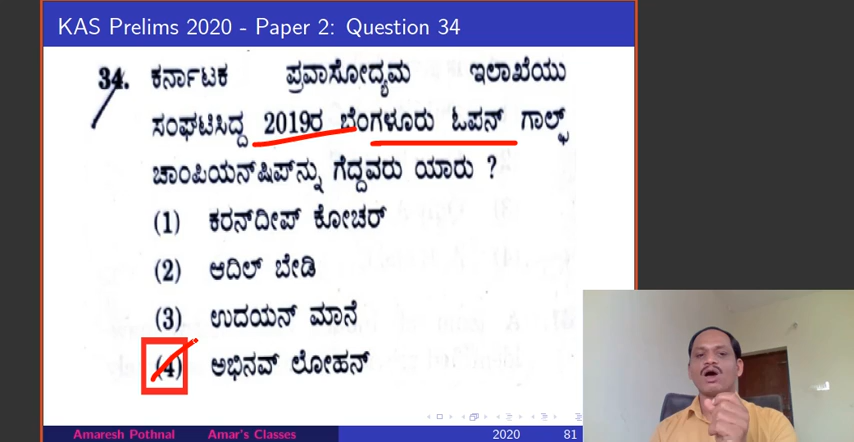 KAS Prelims 2020 - Paper 2: Question 34
34. ಕರ್ನಾಟಕ ಪ್ರವಾಸೋದ್ಯಮ ಇಲಾಖೆಯು
ಸಂಘಟಿಸಿದ್ದ 2019ರ ಬೆಂಗಳೂರು ಓಪನ್ ಗಾಲ್ಫ್
ಚಾಂಪಿಯನ್‌ಷಿಪ್‌ನ್ನು ಗೆದ್ದವರು ಯಾರು ?
(1) ಕರನ್‌ದೀಪ್ ಕೋಚರ್
(2) ಆದಿಲ್ ಬೇಡಿ
(3) ಉದಯನ್ ಮಾನೆ
(4) ಅಭಿನವ್ ಲೋಹನ್
Amaresh Pothnal Amar's Classes 2020 81